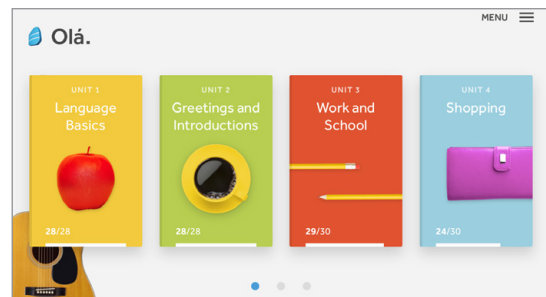 MENU
Olá.
UNIT 1
Language
Basics
28/28
UNIT 2
Greetings and
Introductions
28/28
UNIT 3
Work and
School
29/30
UNIT 4
Shopping
24/30